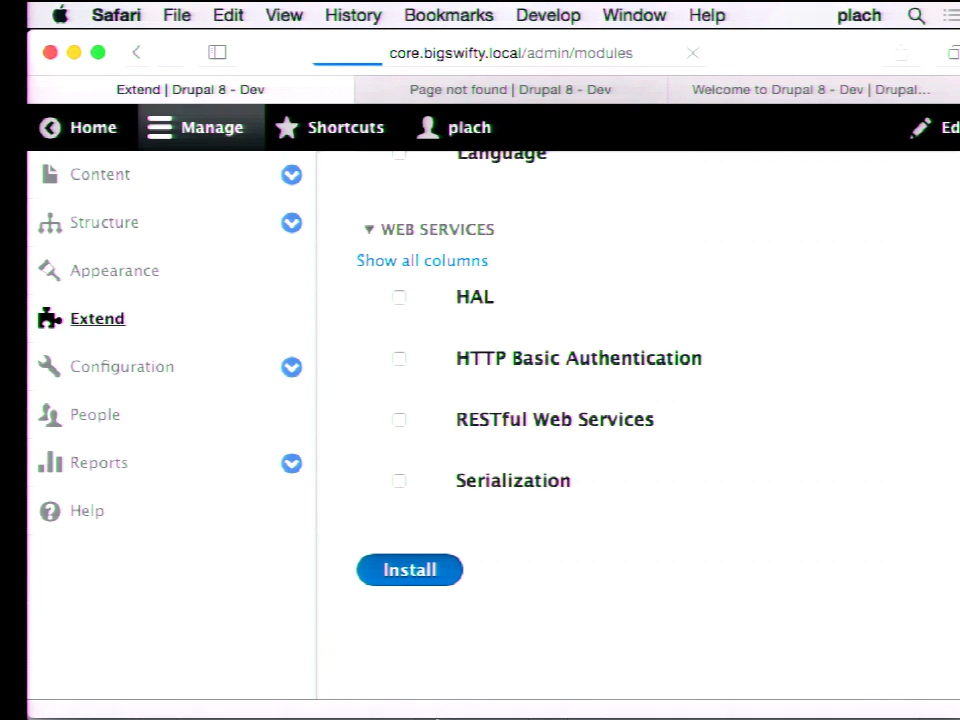 Safari File Edit View History Bookmarks Develop Window Help plach
core.bigswifty.local/admin/modules
Extend | Drupal 8 - Dev Page not found | Drupal 8 - Dev Welcome to Drupal 8 - Dev | Drupal...
Home Manage Shortcuts plach Ed
Language
Content
Structure
Appearance
Extend
Configuration
People
Reports
Help
WEB SERVICES
Show all columns
HAL
HTTP Basic Authentication
RESTful Web Services
Serialization
Install